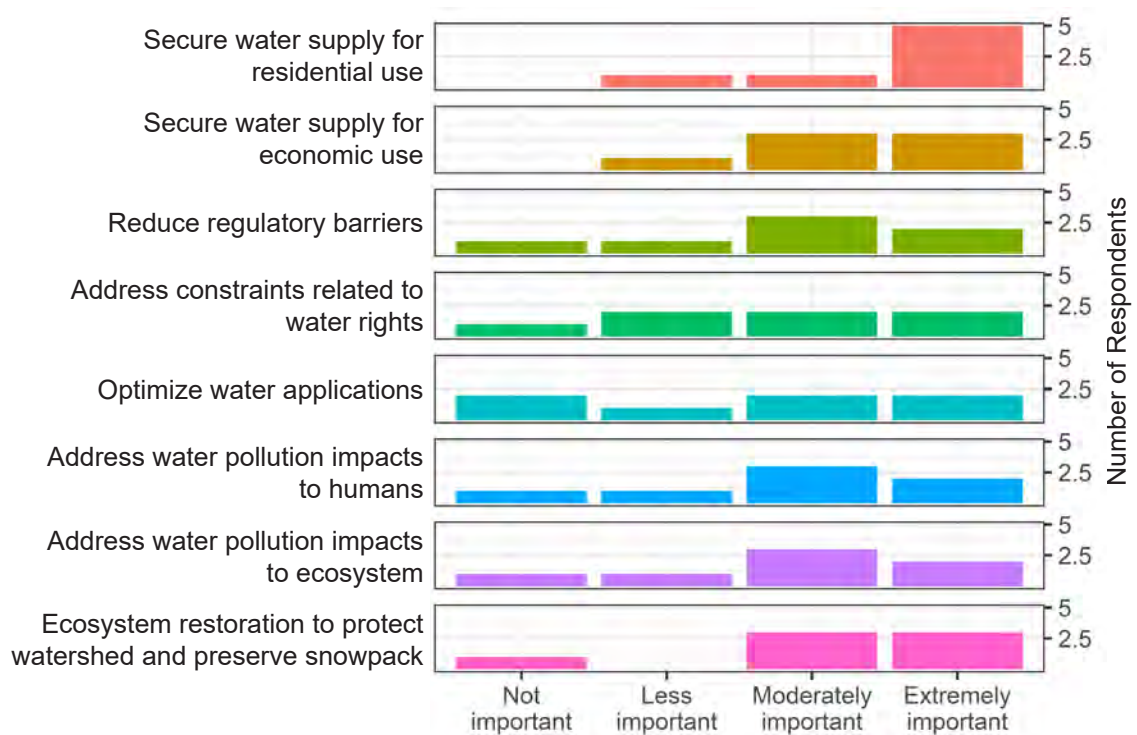 Secure water supply for
residential use
5
2.5
Secure water supply for
economic use
5
2.5
Reduce regulatory barriers
5
2.5
Address constraints related to
water rights
5
2.5
Optimize water applications
5
2.5
Address water pollution impacts
to humans
5
2.5
Address water pollution impacts
to ecosystem
5
2.5
Ecosystem restoration to protect
watershed and preserve snowpack
5
2.5
Number of Respondents
Not
important
Less
important
Moderately
important
Extremely
important